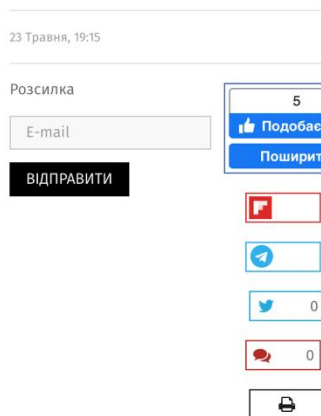 23 Травня, 19:15
Розсилка
E-mail
ВІДПРАВИТИ
5
Подобає
Поширит
0
0